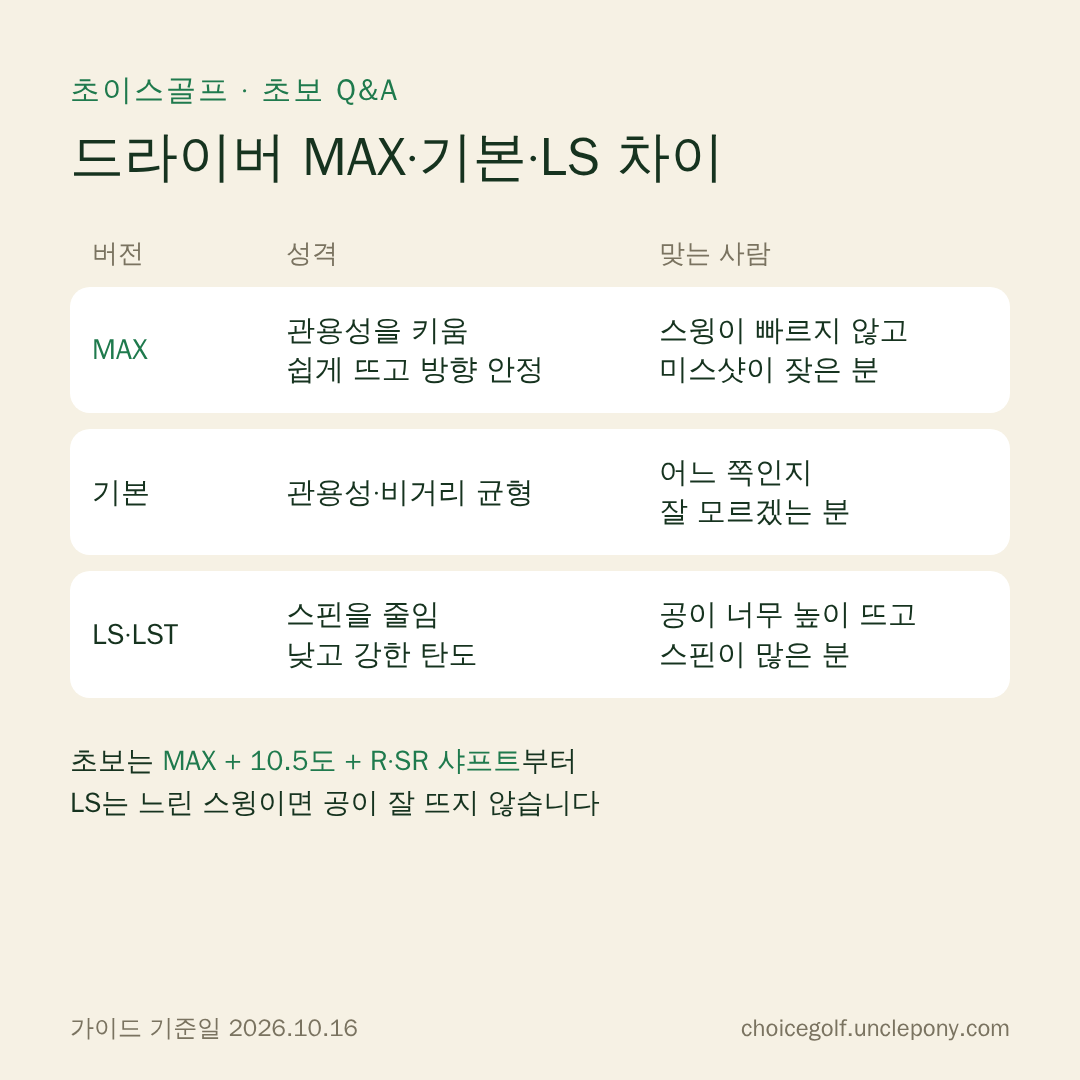 초이스골프 · 초보 Q&A
드라이버 MAX·기본·LS 차이
버전 성격 맞는 사람
MAX
관용성을 키움
쉽게 뜨고 방향 안정
스윙이 빠르지 않고
미스샷이 잦은 분
기본
관용성·비거리 균형
어느 쪽인지
잘 모르겠는 분
LS·LST
스핀을 줄임
낮고 강한 탄도
공이 너무 높이 뜨고
스핀이 많은 분
초보는 MAX + 10.5도 + R·SR 샤프트부터
LS는 느린 스윙이면 공이 잘 뜨지 않습니다
가이드 기준일 2026.10.16
choicegolf.unclepony.com